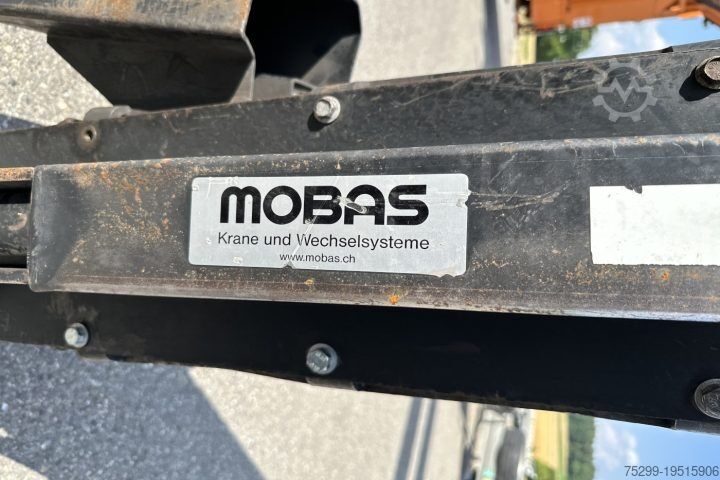 MOBAS
Krane und Wechselsysteme
www.mobas.ch
75299-19515906